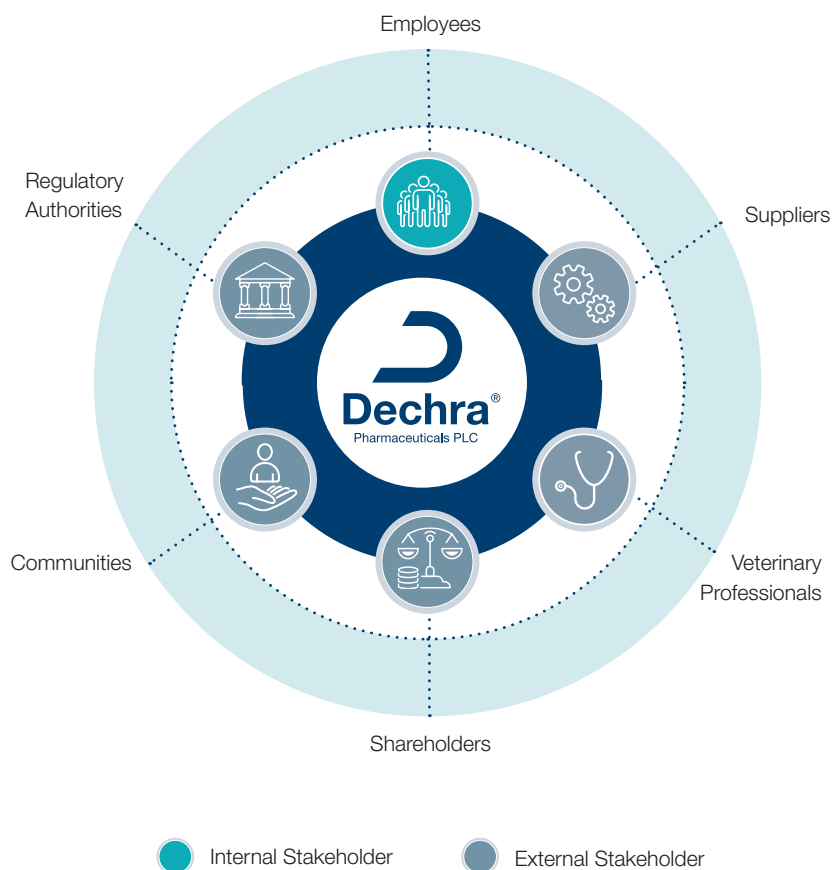 Employees
Regulatory
Authorities
Suppliers
Dechra®
Pharmaceuticals PLC
Communities
Veterinary
Professionals
Shareholders
Internal Stakeholder
External Stakeholder